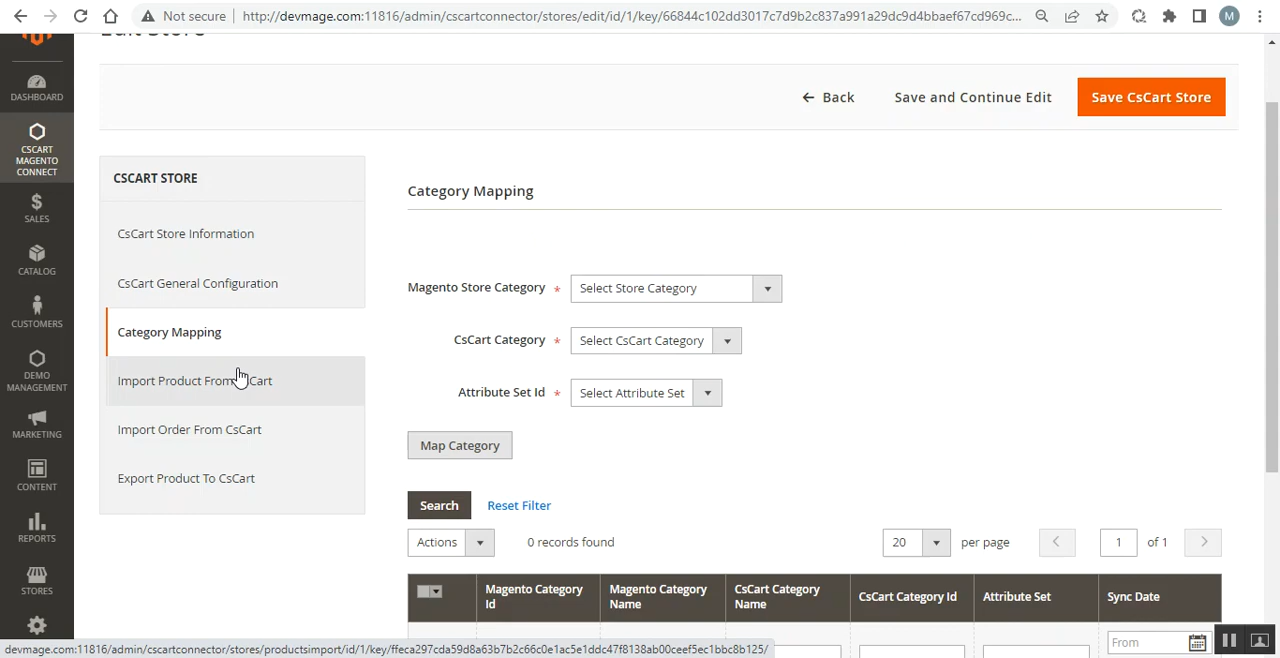 Not secure
http://devmage.com:11816/admin/cscartconnector/stores/edit/id/1/key/66844c102dd3017c7d9b2c837a991a29dc9d4bbaef67cd969c...
M
Edit Store
DASHBOARD
CSCART
MAGENTO
CONNECT
SALES
CATALOG
CUSTOMERS
DEMO
MANAGEMENT
MARKETING
CONTENT
REPORTS
STORES
Back
Save and Continue Edit
Save CsCart Store
CSCART STORE
CsCart Store Information
CsCart General Configuration
Category Mapping
Import Product From CsCart
Import Order From CsCart
Export Product To CsCart
Category Mapping
Magento Store Category * Select Store Category
CsCart Category * Select CsCart Category
Attribute Set Id * Select Attribute Set
Map Category
Search Reset Filter
Actions 0 records found 20 per page 1 of 1
Magento Category Id
Magento Category Name
CsCart Category Name
CsCart Category Id
Attribute Set
Sync Date
From
devmage.com:11816/admin/cscartconnector/stores/productsimport/id/1/key/ffeca297cda59d8a63b7b2c66c0e1ac5e1ddc47f8138ab00ceef5ec1bbc8b125/